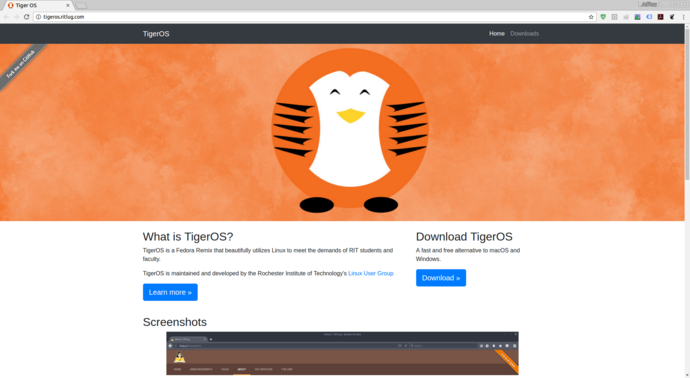 Tiger OS
tigeros.ritlug.com
TigerOS
Home Downloads
Fork me on GitHub
What is TigerOS?
TigerOS is a Fedora Remix that beautifully utilizes Linux to meet the demands of RIT students and
faculty.
TigerOS is maintained and developed by the Rochester Institute of Technology's Linux User Group
Learn more »
Download TigerOS
A fast and free alternative to macOS and
Windows.
Download »
Screenshots
HOME
ABOUT